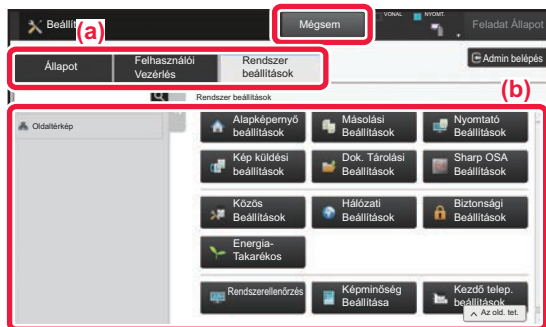 Beállít
Mégsem
VONAL
NYOMT.
Feladat Állapot
(a)
Állapot
Felhasználói
Vezérlés
Rendszer
beállítások
Admin belépés
(b)
Rendszer beállítások
Oldaltérkép
Alapképernyő
beállítások
Másolási
Beállítások
Nyomtató
Beállítások
Kép küldési
beállítások
Dok. Tárolási
Beállítások
Sharp OSA
Beállítások
Közös
Beállítások
Hálózati
Beállítások
Biztonsági
Beállítások
Energia-
Takarékos
Rendszerellenőrzés
Képminőség
Beállítása
Kezdő telep.
beállítások
Az old. tet.